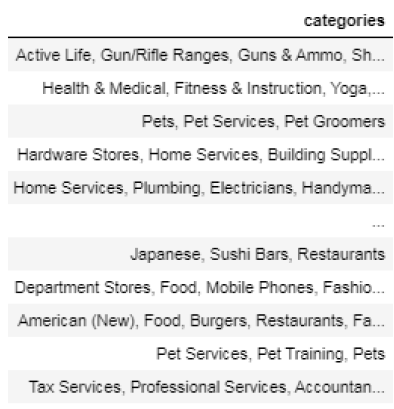 categories
Active Life, Gun/Rifle Ranges, Guns & Ammo, Sh...
Health & Medical, Fitness & Instruction, Yoga,...
Pets, Pet Services, Pet Groomers
Hardware Stores, Home Services, Building Suppl...
Home Services, Plumbing, Electricians, Handyma...
...
Japanese, Sushi Bars, Restaurants
Department Stores, Food, Mobile Phones, Fashio...
American (New), Food, Burgers, Restaurants, Fa...
Pet Services, Pet Training, Pets
Tax Services, Professional Services, Accountan...